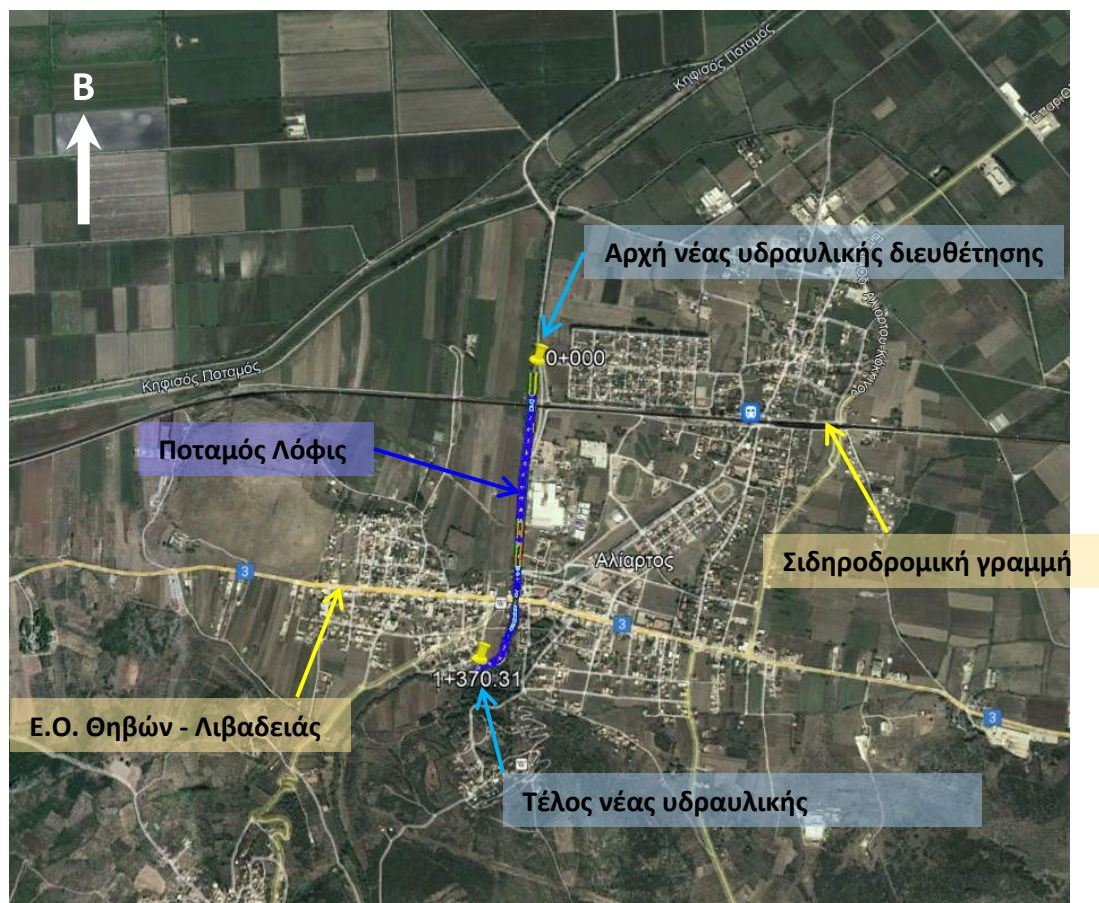 Κηφισός Ποταμός
Β
Επαρ.Ο
Αρχή νέας υδραυλικής διευθέτησης
0+000
Κηφισός Ποταμός
Ποταμός Λόφις
Αλίαρτος
Σιδηροδρομική γραμμή
3
3
1+370.31
Ε.Ο. Θηβών - Λιβαδειάς
3
Τέλος νέας υδραυλικής